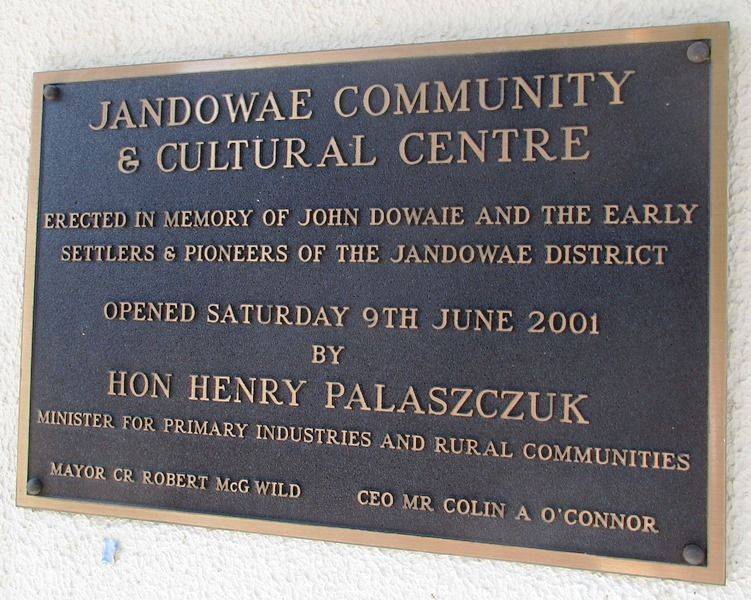 JANDOWAE COMMUNITY
& CULTURAL CENTRE
ERECTED IN MEMORY OF JOHN DOWAIE AND THE EARLY
SETTLERS & PIONEERS OF THE JANDOWAE DISTRICT
OPENED SATURDAY 9TH JUNE 2001
BY
HON HENRY PALASZCZUK
MINISTER FOR PRIMARY INDUSTRIES AND RURAL COMMUNITIES
MAYOR CR ROBERT McG WILD CEO MR COLIN A O'CONNOR